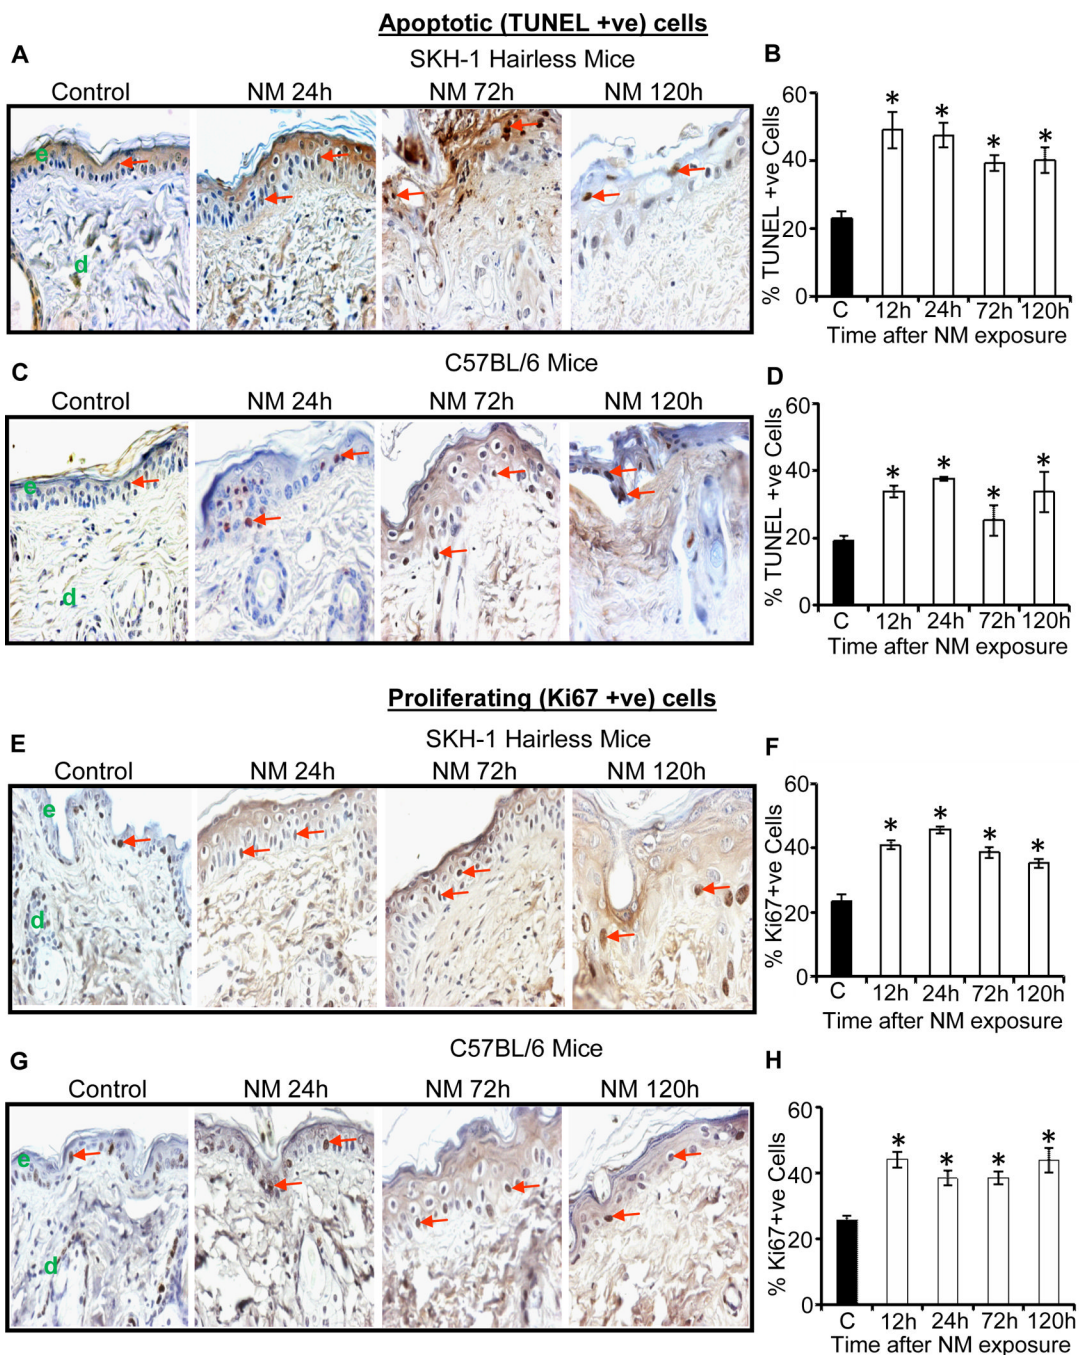 Apoptotic (TUNEL +ve) cells
A
SKH-1 Hairless Mice
Control NM 24h NM 72h NM 120h
e
d
B
% TUNEL +ve Cells
60
40
20
0
* * * *
C 12h 24h 72h 120h
Time after NM exposure
C
C57BL/6 Mice
Control NM 24h NM 72h NM 120h
e
d
D
% TUNEL +ve Cells
60
40
20
0
* * * *
C 12h 24h 72h 120h
Time after NM exposure
Proliferating (Ki67 +ve) cells
E
SKH-1 Hairless Mice
Control NM 24h NM 72h NM 120h
e
d
F
% Ki67+ve Cells
60
40
20
0
* * * *
C 12h 24h 72h 120h
Time after NM exposure
G
C57BL/6 Mice
Control NM 24h NM 72h NM 120h
e
d
H
% Ki67+ve Cells
60
40
20
0
* * * *
C 12h 24h 72h 120h
Time after NM exposure